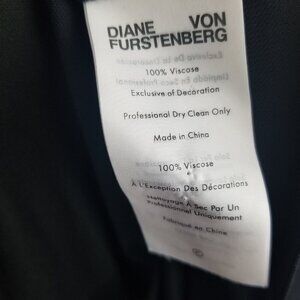 DIANE VON
FURSTENBERG
100% Viscose
Exclusive of Decoration
Professional Dry Clean Only
Made in China
100% Viscose
À L'Exception Des Décorations
Nettoyage À Sec Par Un
Professionnel Uniquement
Fabriqué en Chine